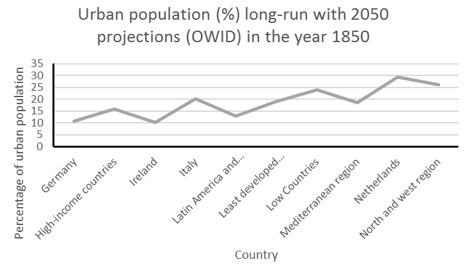 Urban population (%) long-run with 2050
projections (OWID) in the year 1850
Percentage of urban population
35
30
25
20
15
10
5
0
Germany
High-income countries
Ireland
Italy
Latin America and...
Least developed...
Low Countries
Mediterranean region
Netherlands
North and west region
Country